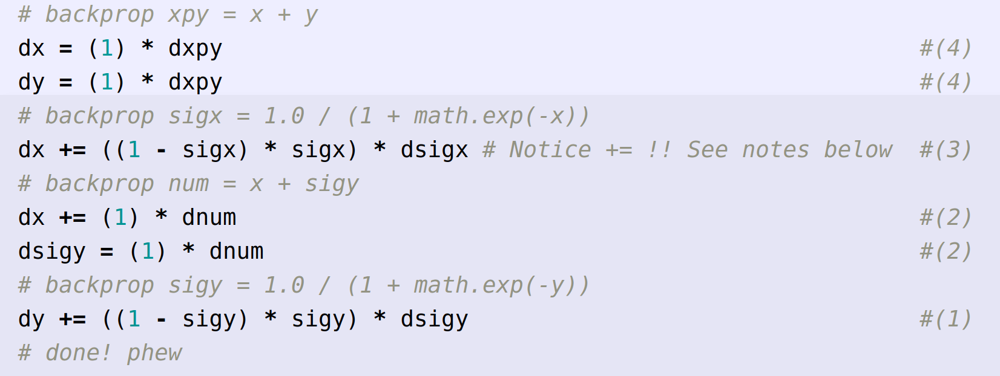 # backprop xpy = x + y
dx = (1) * dxpy #(4)
dy = (1) * dxpy #(4)
# backprop sigx = 1.0 / (1 + math.exp(-x))
dx += ((1 - sigx) * sigx) * dsigx # Notice += !! See notes below #(3)
# backprop num = x + sigy
dx += (1) * dnum #(2)
dsigy = (1) * dnum #(2)
# backprop sigy = 1.0 / (1 + math.exp(-y))
dy += ((1 - sigy) * sigy) * dsigy #(1)
# done! phew